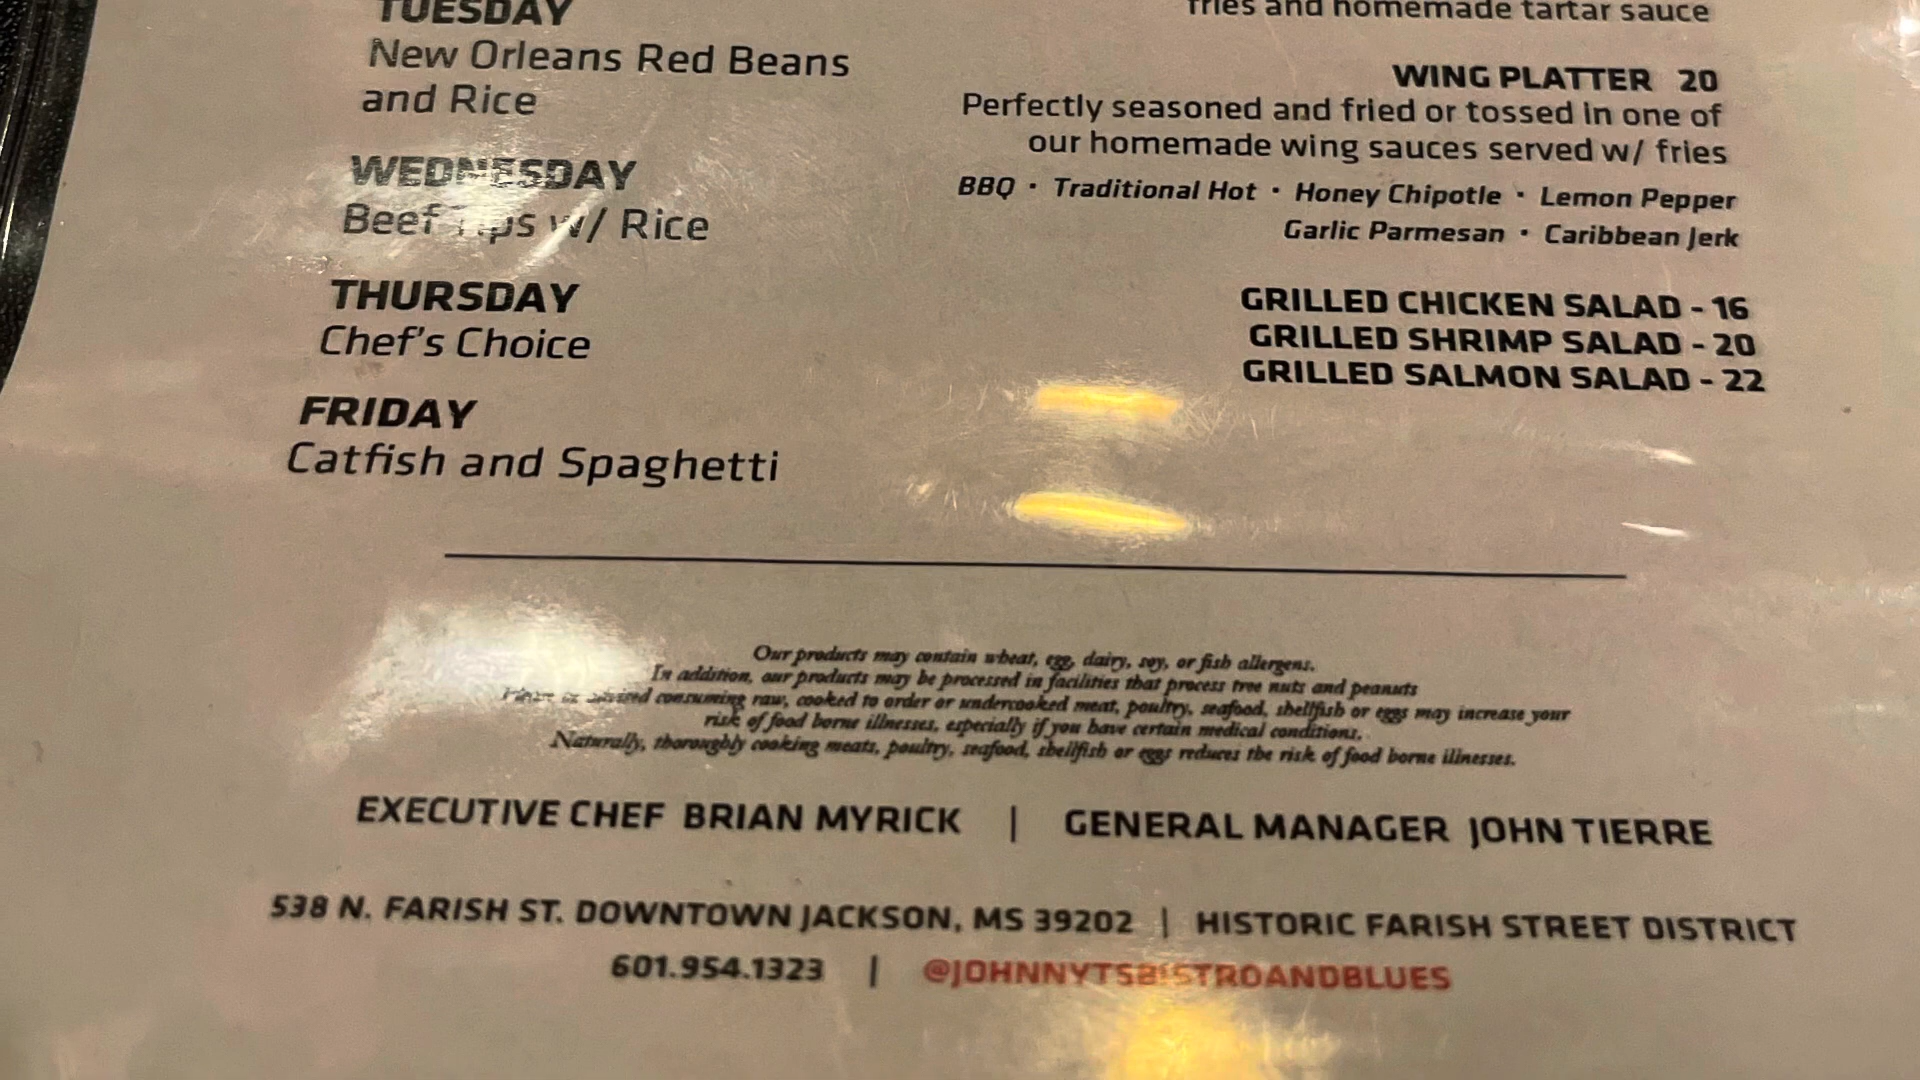 TUESDAY
New Orleans Red Beans
and Rice
WEDNESDAY
Beef Tips w/ Rice
THURSDAY
Chef's Choice
FRIDAY
Catfish and Spaghetti
fries and homemade tartar sauce
WING PLATTER 20
Perfectly seasoned and fried or tossed in one of
our homemade wing sauces served w/ fries
BBQ · Traditional Hot · Honey Chipotle · Lemon Pepper
Garlic Parmesan · Caribbean Jerk
GRILLED CHICKEN SALAD - 16
GRILLED SHRIMP SALAD - 20
GRILLED SALMON SALAD - 22
Our products may contain wheat, egg, dairy, soy, or fish allergens.
In addition, our products may be processed in facilities that process tree nuts and peanuts
consuming raw, cooked to order or undercooked meat, poultry, seafood, shellfish or eggs may increase your
risk of food borne illnesses, especially if you have certain medical conditions.
Naturally, thoroughly cooking meats, poultry, seafood, shellfish or eggs reduces the risk of food borne illnesses.
EXECUTIVE CHEF BRIAN MYRICK | GENERAL MANAGER JOHN TIERRE
538 N. FARISH ST. DOWNTOWN JACKSON, MS 39202 | HISTORIC FARISH STREET DISTRICT
601.954.1323 | @JOHNNYTSBISTROANDBLUES